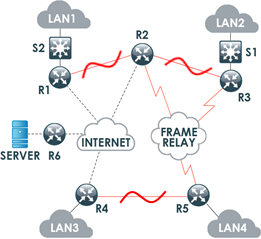 LAN1
LAN2
S2
R2
S1
R1
R3
SERVER
R6
INTERNET
FRAME
RELAY
R4
R5
LAN3
LAN4